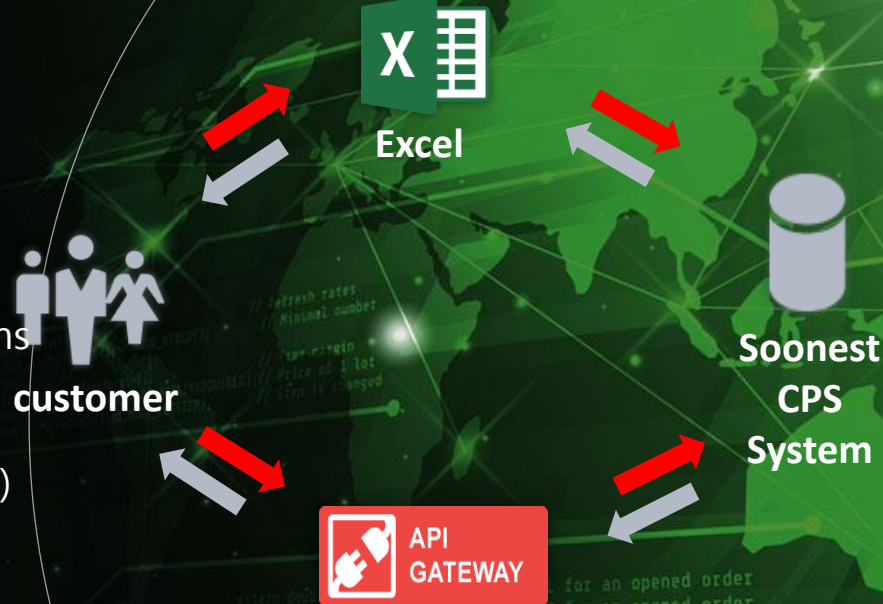 X
Excel
// Refresh rates
// Minimal number
ns
customer
Soonest
CPS
System
)
API
GATEWAY
for an opened order